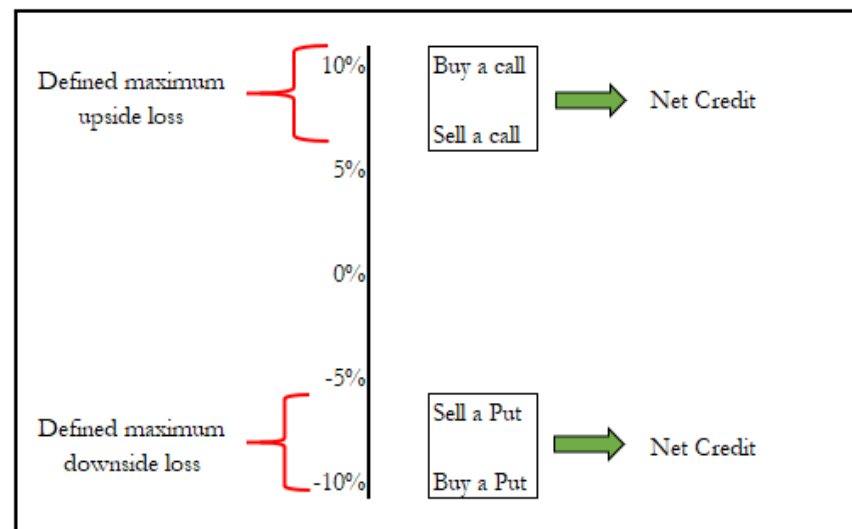 10%
Buy a call
Defined maximum
upside loss
Net Credit
Sell a call
5%
0%
-5%
Sell a Put
Defined maximum
downside loss
Net Credit
-10%
Buy a Put